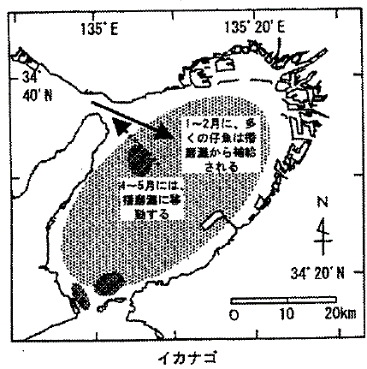 135°E
135°20'E
34°
40'N
1～2月に、多
くの仔魚は播
磨灘から補給
される
4～5月には、
播磨灘に移
動する
N
34°20'N
0 10 20km
イカナゴ